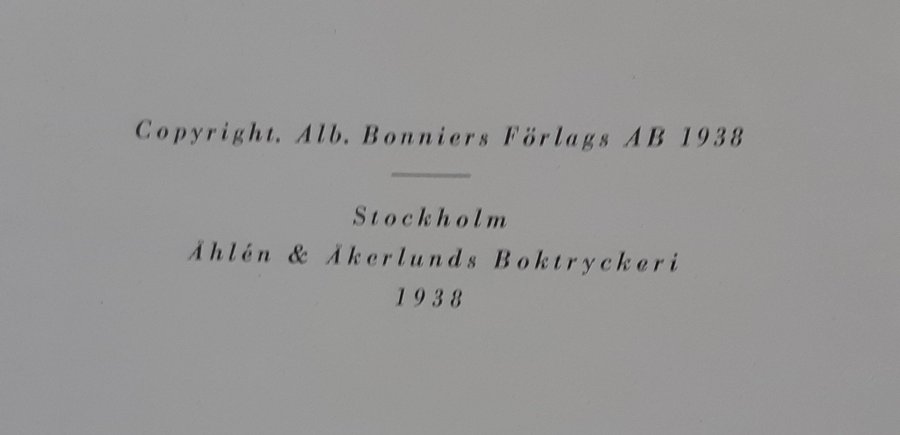 Copyright. Alb. Bonniers Förlags AB 1938
Stockholm
Åhlén & Åkerlunds Boktryckeri
1938